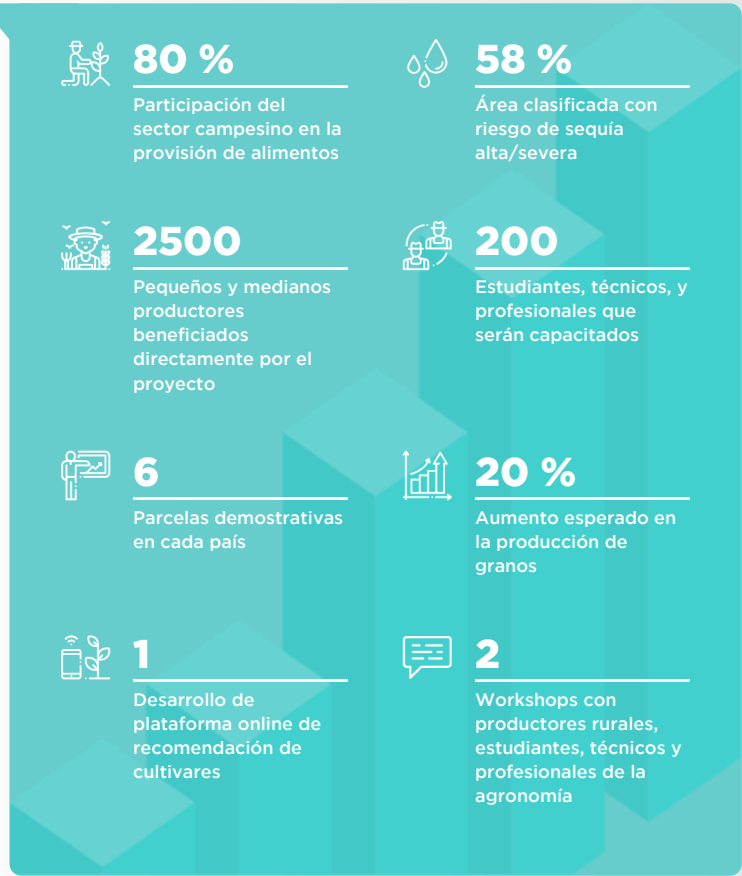 80 %
Participación del
sector campesino en la
provisión de alimentos
58 %
Área clasificada con
riesgo de sequía
alta/severa
2500
Pequeños y medianos
productores
beneficiados
directamente por el
proyecto
200
Estudiantes, técnicos, y
profesionales que
serán capacitados
6
Parcelas demostrativas
en cada país
20 %
Aumento esperado en
la producción de
granos
1
Desarrollo de
plataforma online de
recomendación de
cultivares
2
Workshops con
productores rurales,
estudiantes, técnicos y
profesionales de la
agronomía